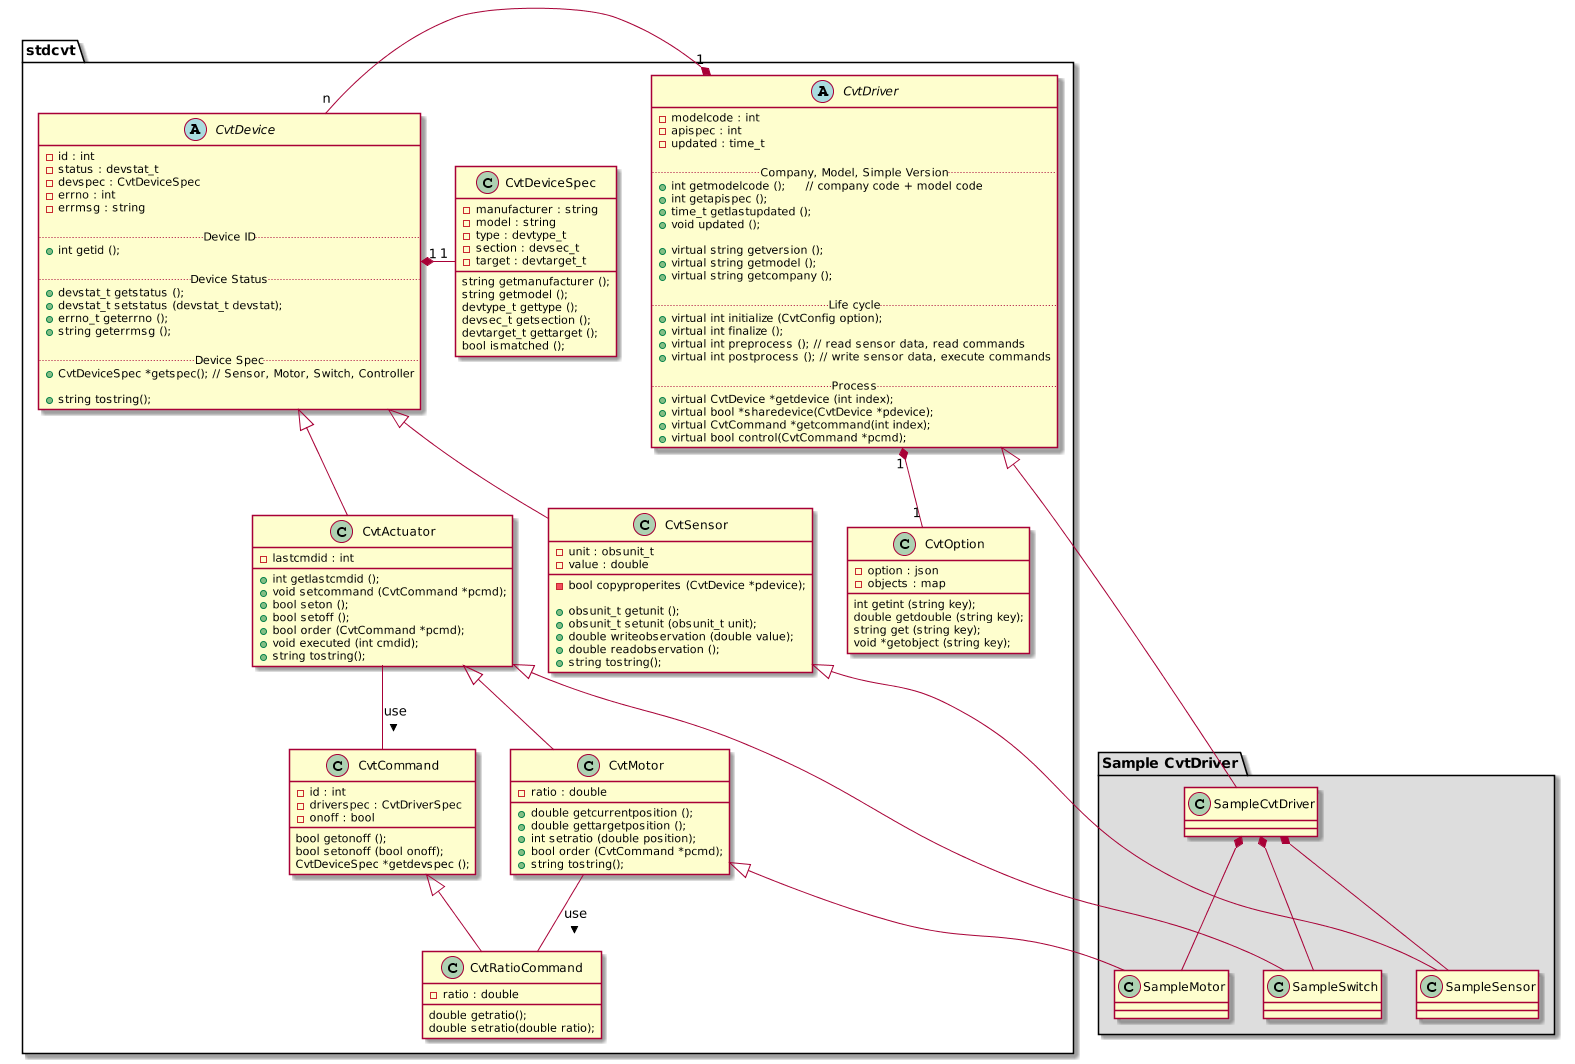 stdcvt
n
1
A CvtDevice
id : int
status : devstat_t
devspec : CvtDeviceSpec
errno : int
errmsg : string
Device ID
int getid ();
Device Status
devstat_t getstatus ();
devstat_t setstatus (devstat_t devstat);
errno_t geterrno ();
string geterrmsg ();
Device Spec
CvtDeviceSpec *getspec(); // Sensor, Motor, Switch, Controller
string tostring();
1 1
C CvtDeviceSpec
manufacturer : string
model : string
type : devtype_t
section : devsec_t
target : devtarget_t
string getmanufacturer ();
string getmodel ();
devtype_t gettype ();
devsec_t getsection ();
devtarget_t gettarget ();
bool ismatched ();
A CvtDriver
modelcode : int
apispec : int
updated : time_t
Company, Model, Simple Version
int getmodelcode (); // company code + model code
int getapispec ();
time_t getlastupdated ();
void updated ();
virtual string getversion ();
virtual string getmodel ();
virtual string getcompany ();
Life cycle
virtual int initialize (CvtConfig option);
virtual int finalize ();
virtual int preprocess (); // read sensor data, read commands
virtual int postprocess (); // write sensor data, execute commands
Process
virtual CvtDevice *getdevice (int index);
virtual bool *sharedevice(CvtDevice *pdevice);
virtual CvtCommand *getcommand(int index);
virtual bool control(CvtCommand *pcmd);
1
1
C CvtActuator
lastcmdid : int
int getlastcmdid ();
void setcommand (CvtCommand *pcmd);
bool seton ();
bool setoff ();
bool order (CvtCommand *pcmd);
void executed (int cmdid);
string tostring();
C CvtSensor
unit : obsunit_t
value : double
bool copyproperites (CvtDevice *pdevice);
obsunit_t getunit ();
obsunit_t setunit (obsunit_t unit);
double writeobservation (double value);
double readobservation ();
string tostring();
C CvtOption
option : json
objects : map
int getint (string key);
double getdouble (string key);
string get (string key);
void *getobject (string key);
use
C CvtCommand
id : int
driverspec : CvtDriverSpec
onoff : bool
bool getonoff ();
bool setonoff (bool onoff);
CvtDeviceSpec *getdevspec ();
C CvtMotor
ratio : double
double getcurrentposition ();
double gettargetposition ();
int setratio (double position);
bool order (CvtCommand *pcmd);
string tostring();
use
C CvtRatioCommand
ratio : double
double getratio();
double setratio(double ratio);
Sample CvtDriver
C SampleCvtDriver
C SampleMotor
C SampleSwitch
C SampleSensor